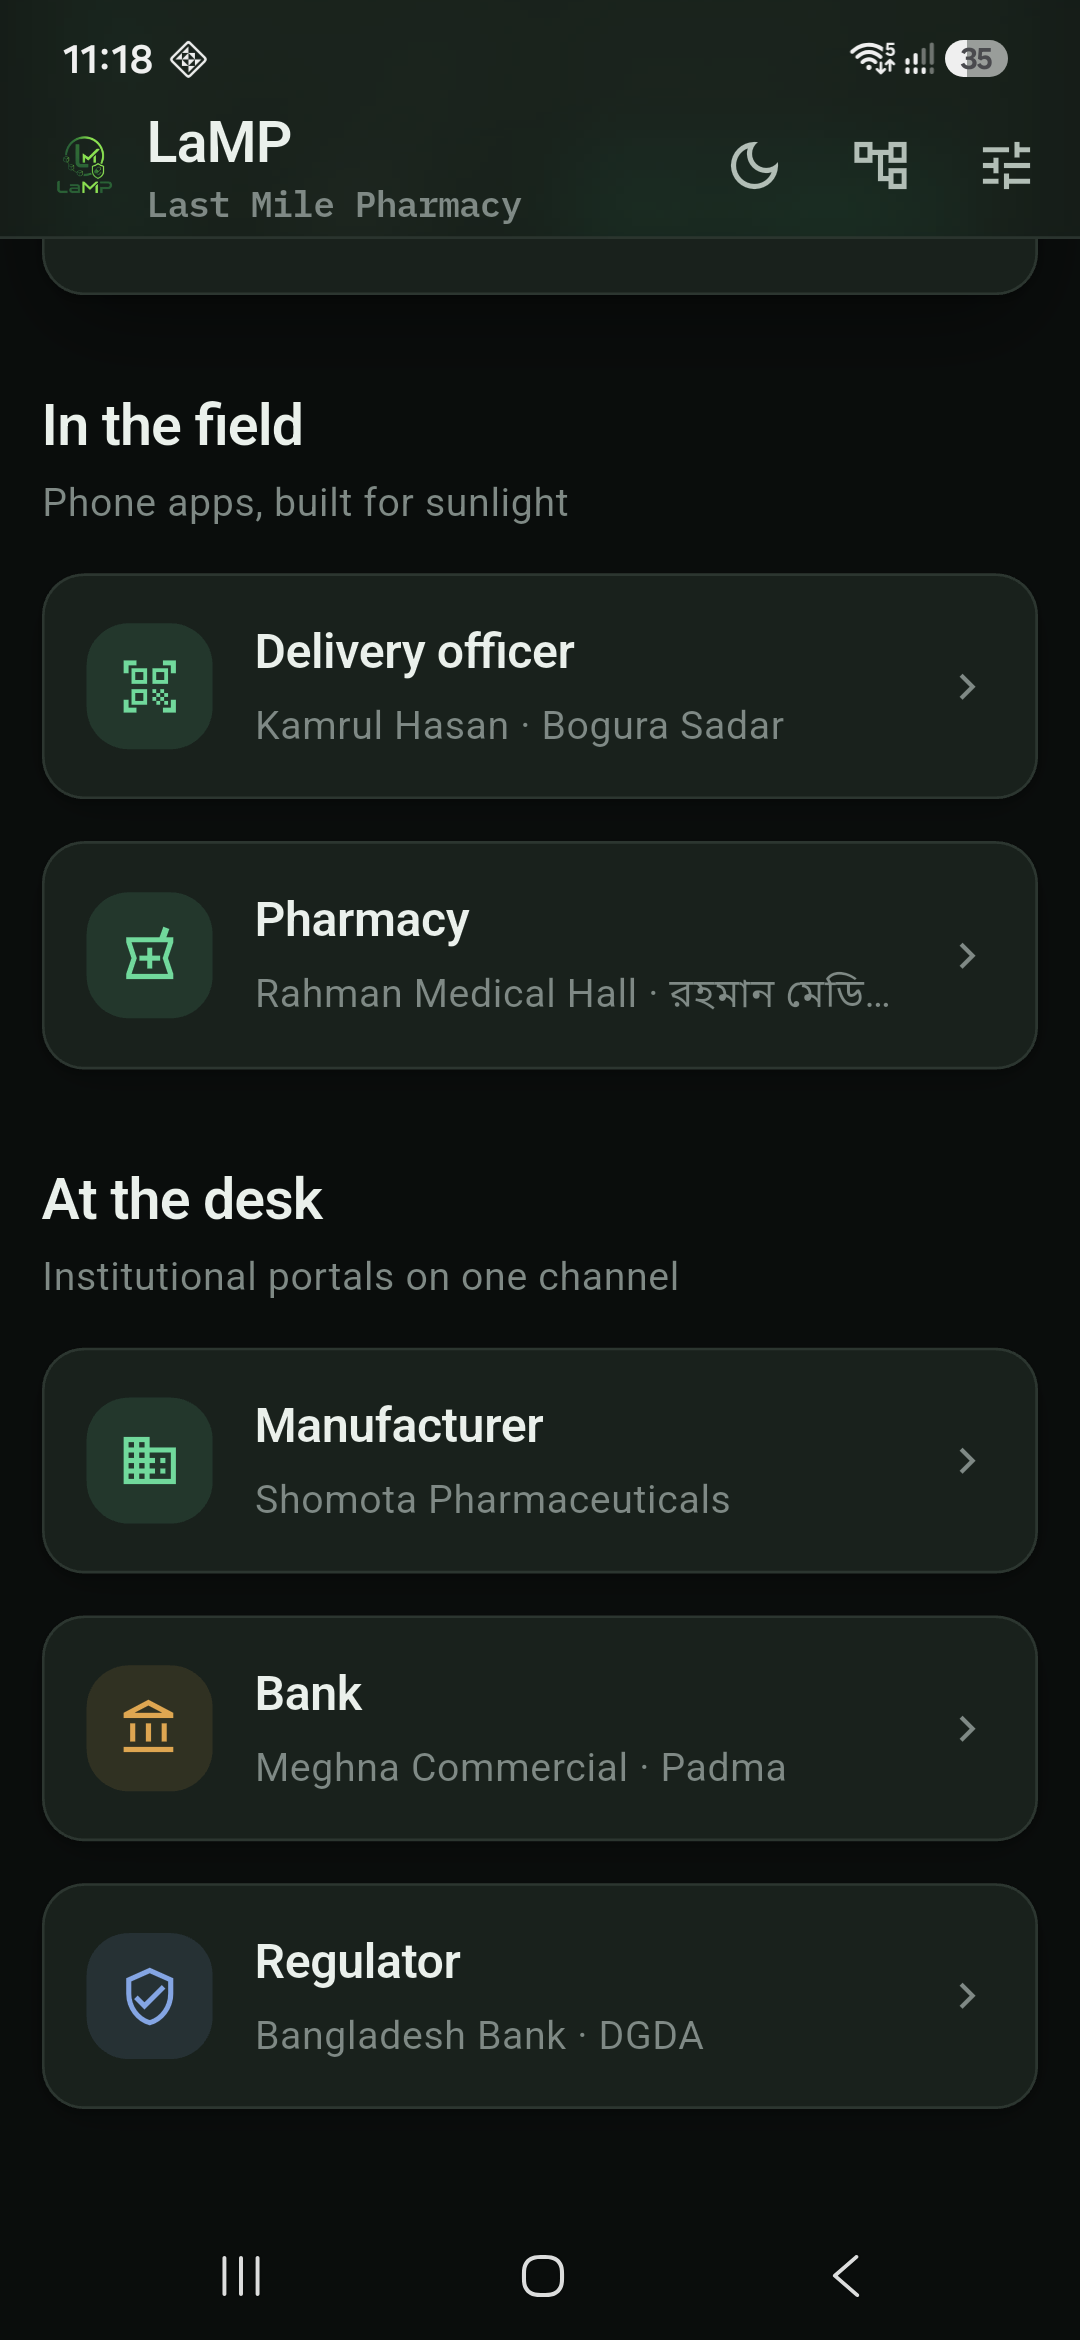 11:18
5
35
LaMP
LaMP
Last Mile Pharmacy
In the field
Phone apps, built for sunlight
Delivery officer
Kamrul Hasan · Bogura Sadar
Pharmacy
Rahman Medical Hall · রহমান মেডি...
At the desk
Institutional portals on one channel
Manufacturer
Shomota Pharmaceuticals
Bank
Meghna Commercial · Padma
Regulator
Bangladesh Bank · DGDA